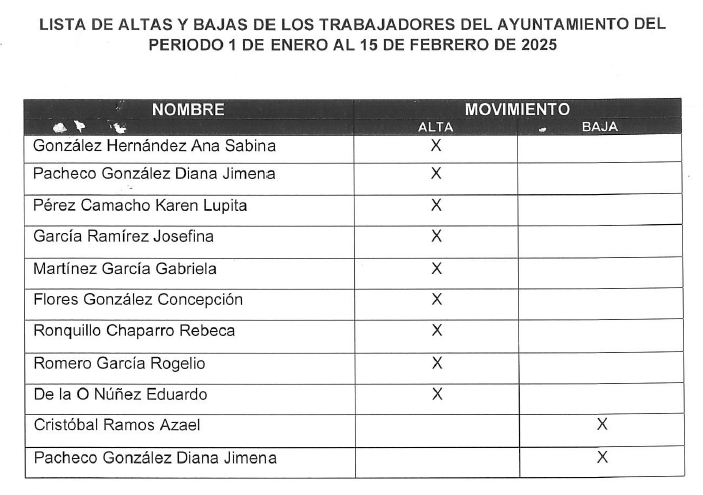 LISTA DE ALTAS Y BAJAS DE LOS TRABAJADORES DEL AYUNTAMIENTO DEL
PERIODO 1 DE ENERO AL 15 DE FEBRERO DE 2025
NOMBRE MOVIMIENTO
ALTA BAJA
González Hernández Ana Sabina X
Pacheco González Diana Jimena X
Pérez Camacho Karen Lupita X
García Ramírez Josefina X
Martínez García Gabriela X
Flores González Concepción X
Ronquillo Chaparro Rebeca X
Romero García Rogelio X
De la O Núñez Eduardo X
Cristóbal Ramos Azael X
Pacheco González Diana Jimena X